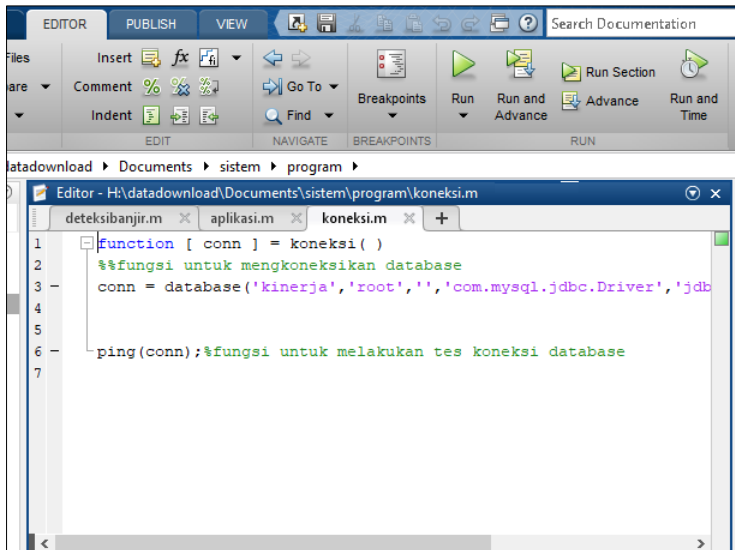 EDITOR PUBLISH VIEW Search Documentation
Files Insert fx fi
Comment % Go To Breakpoints Run Run and Advance Run Section Advance Run and Time
Indent Find
EDIT NAVIGATE BREAKPOINTS RUN
datadownload Documents sistem program
Editor - H:\datadownload\Documents\sistem\program\koneksi.m
deteksibanjir.m aplikasi.m koneksi.m +
1 function [ conn ] = koneksi( )
2 %%fungsi untuk mengkoneksikan database
3 conn = database('kinerja','root','','com.mysql.jdbc.Driver','jdb
4
5
6 ping(conn);%fungsi untuk melakukan tes koneksi database
7